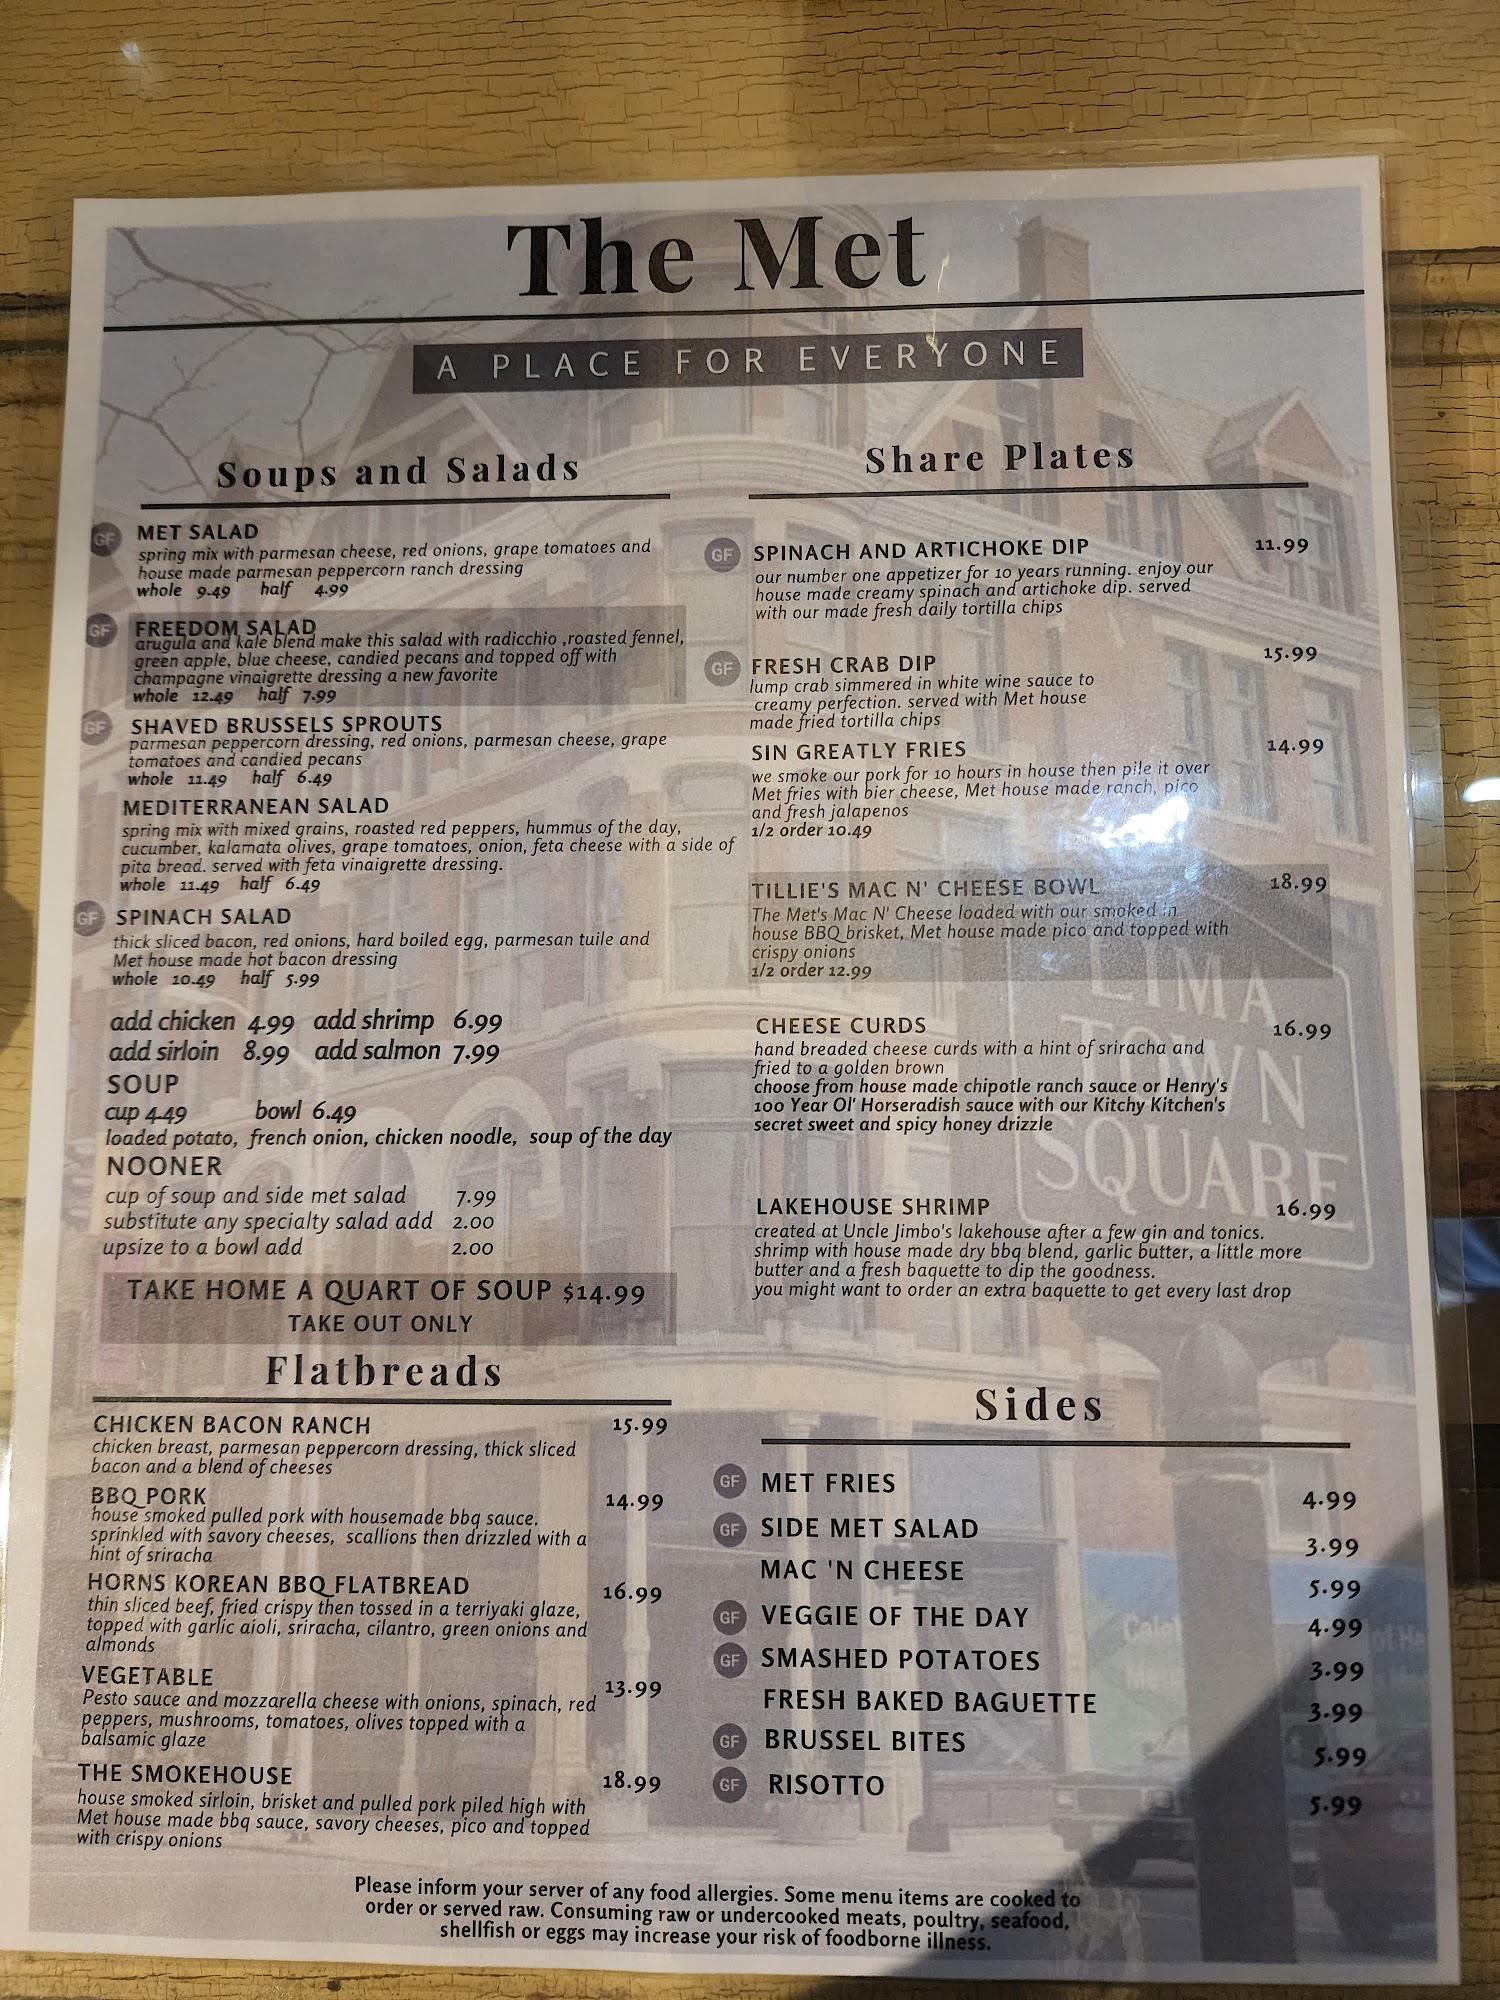 The Met
A PLACE FOR EVERYONE
Soups and Salads
GF MET SALAD
spring mix with parmesan cheese, red onions, grape tomatoes and
house made parmesan peppercorn ranch dressing
whole 9.49 half 4.99
GF FREEDOM SALAD
arugula and kale blend make this salad with radicchio ,roasted fennel,
green apple, blue cheese, candied pecans and topped off with
champagne vinaigrette dressing a new favorite
whole 12.49 half 7.99
GF SHAVED BRUSSELS SPROUTS
parmesan peppercorn dressing, red onions, parmesan cheese, grape
tomatoes and candied pecans
whole 11.49 half 6.49
MEDITERRANEAN SALAD
spring mix with mixed grains, roasted red peppers, hummus of the day,
cucumber, kalamata olives, grape tomatoes, onion, feta cheese with a side of
pita bread. served with feta vinaigrette dressing.
whole 11.49 half 6.49
GF SPINACH SALAD
thick sliced bacon, red onions, hard boiled egg, parmesan tuile and
Met house made hot bacon dressing
whole 10.49 half 5.99
add chicken 4.99 add shrimp 6.99
add sirloin 8.99 add salmon 7.99
SOUP
cup 4.49 bowl 6.49
loaded potato, french onion, chicken noodle, soup of the day
NOONER
cup of soup and side met salad 7.99
substitute any specialty salad add 2.00
upsize to a bowl add 2.00
TAKE HOME A QUART OF SOUP $14.99
TAKE OUT ONLY
Flatbreads
CHICKEN BACON RANCH 15.99
chicken breast, parmesan peppercorn dressing, thick sliced
bacon and a blend of cheeses
BBQ PORK 14.99
house smoked pulled pork with housemade bbq sauce.
sprinkled with savory cheeses, scallions then drizzled with a
hint of sriracha
HORNS KOREAN BBQ FLATBREAD 16.99
thin sliced beef, fried crispy then tossed in a terriyaki glaze,
topped with garlic aioli, sriracha, cilantro, green onions and
almonds
VEGETABLE 13.99
Pesto sauce and mozzarella cheese with onions, spinach, red
peppers, mushrooms, tomatoes, olives topped with a
balsamic glaze
THE SMOKEHOUSE 18.99
house smoked sirloin, brisket and pulled pork piled high with
Met house made bbq sauce, savory cheeses, pico and topped
with crispy onions
Share Plates
GF SPINACH AND ARTICHOKE DIP 11.99
our number one appetizer for 10 years running. enjoy our
house made creamy spinach and artichoke dip. served
with our made fresh daily tortilla chips
GF FRESH CRAB DIP 15.99
lump crab simmered in white wine sauce to
creamy perfection. served with Met house
made fried tortilla chips
SIN GREATLY FRIES 14.99
we smoke our pork for 10 hours in house then pile it over
Met fries with bier cheese, Met house made ranch, pico
and fresh jalapenos
1/2 order 10.49
TILLIE'S MAC N' CHEESE BOWL 18.99
The Met's Mac N' Cheese loaded with our smoked in
house BBQ brisket, Met house made pico and topped with
crispy onions
1/2 order 12.99
CHEESE CURDS 16.99
hand breaded cheese curds with a hint of sriracha and
fried to a golden brown
choose from house made chipotle ranch sauce or Henry's
100 Year Ol' Horseradish sauce with our Kitchy Kitchen's
secret sweet and spicy honey drizzle
LIMA
TOWN
SQUARE
LAKEHOUSE SHRIMP 16.99
created at Uncle Jimbo's lakehouse after a few gin and tonics.
shrimp with house made dry bbq blend, garlic butter, a little more
butter and a fresh baquette to dip the goodness.
you might want to order an extra baquette to get every last drop
Sides
GF MET FRIES 4.99
GF SIDE MET SALAD 3.99
MAC 'N CHEESE 5.99
GF VEGGIE OF THE DAY 4.99
GF SMASHED POTATOES 3.99
FRESH BAKED BAGUETTE 3.99
GF BRUSSEL BITES 5.99
GF RISOTTO 5.99
Please inform your server of any food allergies. Some menu items are cooked to
order or served raw. Consuming raw or undercooked meats, poultry, seafood,
shellfish or eggs may increase your risk of foodborne illness.